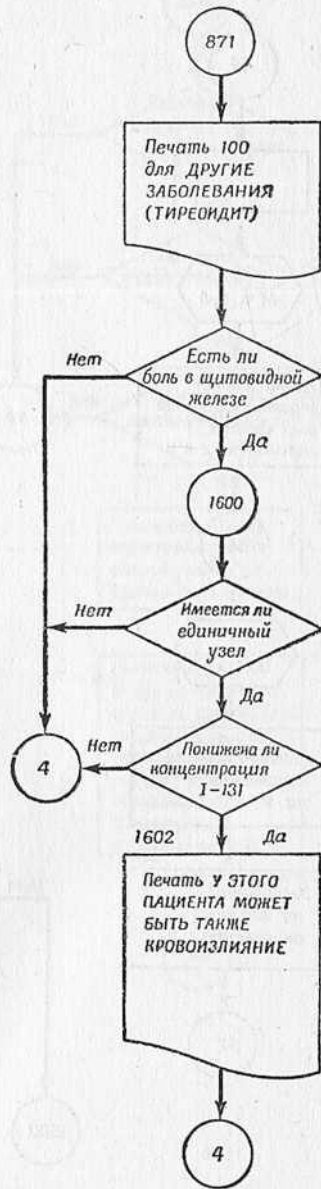 871
Печать 100
для ДРУГИЕ
ЗАБОЛЕВАНИЯ
(ТИРЕОИДИТ)
Нет
Есть ли
боль в щитовидной
железе
Да
1600
Нет
Имеется ли
единичный
узел
Да
4
Нет
Понижена ли
концентрация
I-131
1602
Да
Печать У ЭТОГО
ПАЦИЕНТА МОЖЕТ
БЫТЬ ТАКЖЕ
КРОВОИЗЛИЯНИЕ
4